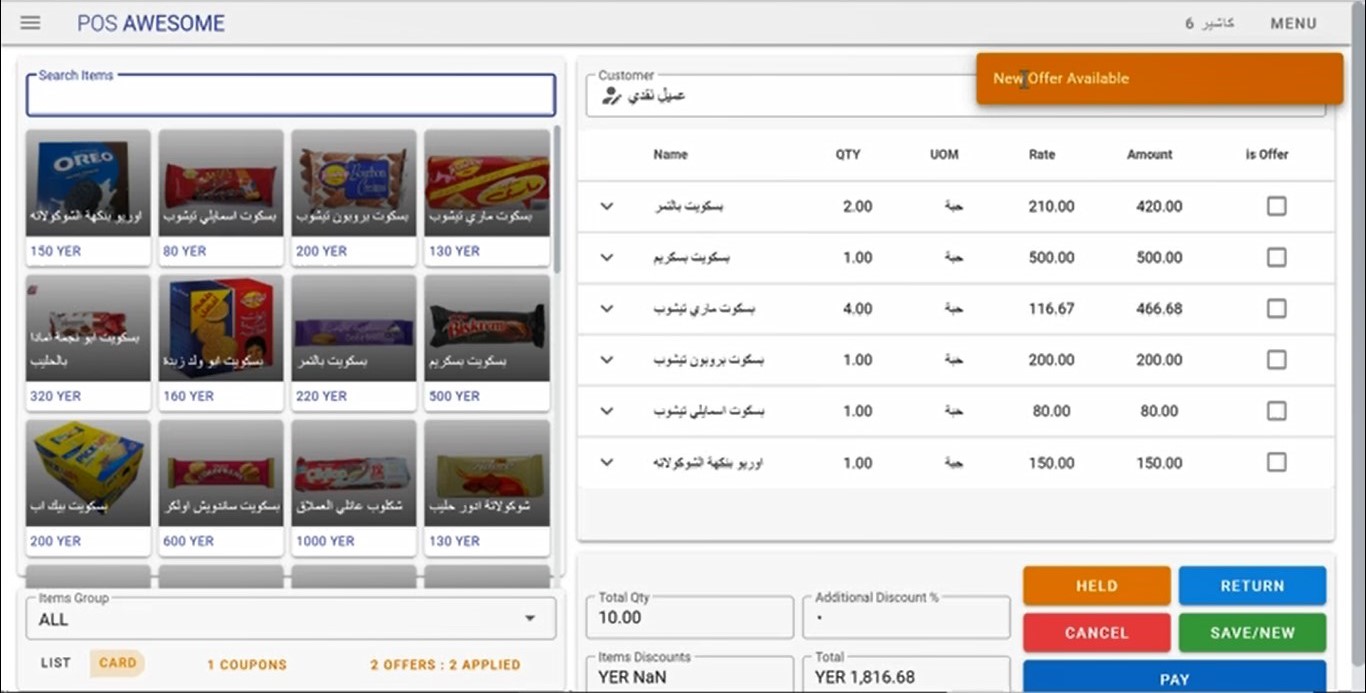 POS AWESOME
كاشير 6
MENU
New Offer Available
Search Items
Customer
عميل نقدي
OREO
اوريو بنكهة الشوكولاته
150 YER
بسكوت اسمايلي تيشوب
80 YER
Bourbon
Creams
بسكوت بروبون تيشوب
200 YER
بسكوت ماري تيشوب
130 YER
بسكويت ابو نجمة امادا
بالحليب
320 YER
بسكويت ابو ولد زبدة
160 YER
بسكويت بالتمر
220 YER
Biskrem
بسكويت بسكريم
500 YER
بسكويت بيك اب
200 YER
بسكويت ساندويش اولكر
600 YER
شكلوب عائلي العملاق
1000 YER
شوكولاتة ادور حليب
130 YER
Items Group
ALL
LIST
CARD
1 COUPONS
2 OFFERS : 2 APPLIED
Name QTY UOM Rate Amount is Offer
بسكويت بالتمر 2.00 حبة 210.00 420.00
بسكويت بسكريم 1.00 حبة 500.00 500.00
بسكوت ماري تيشوب 4.00 حبة 116.67 466.68
بسكوت بروبون تيشوب 1.00 حبة 200.00 200.00
بسكوت اسمايلي تيشوب 1.00 حبة 80.00 80.00
اوريو بنكهة الشوكولاته 1.00 حبة 150.00 150.00
Total Qty
10.00
Additional Discount %
Items Discounts
YER NaN
Total
YER 1,816.68
HELD
RETURN
CANCEL
SAVE/NEW
PAY